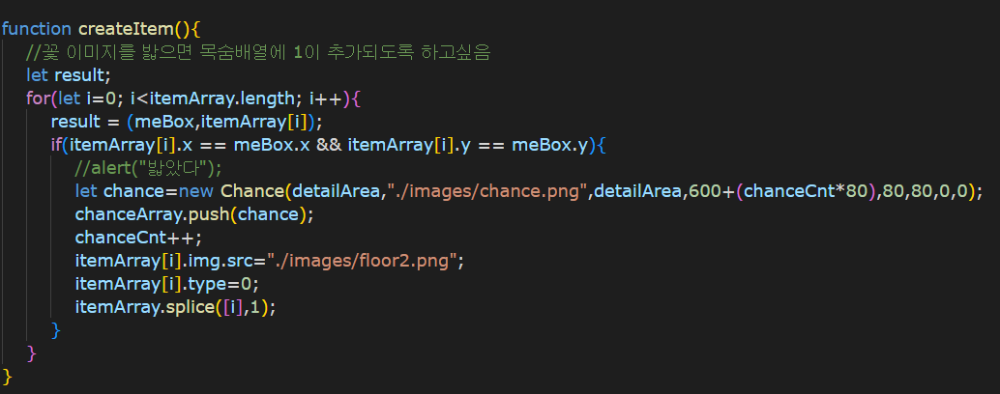 function createItem(){
//꽃 이미지를 밟으면 목숨배열에 1이 추가되도록 하고싶음
let result;
for(let i=0; i<itemArray.length; i++){
result = (meBox,itemArray[i]);
if(itemArray[i].x == meBox.x && itemArray[i].y == meBox.y){
//alert("밟았다");
let chance=new Chance(detailArea,"./images/chance.png",detailArea,600+(chanceCnt*80),80,80,0,0);
chanceArray.push(chance);
chanceCnt++;
itemArray[i].img.src="./images/floor2.png";
itemArray[i].type=0;
itemArray.splice([i],1);
}
}
}